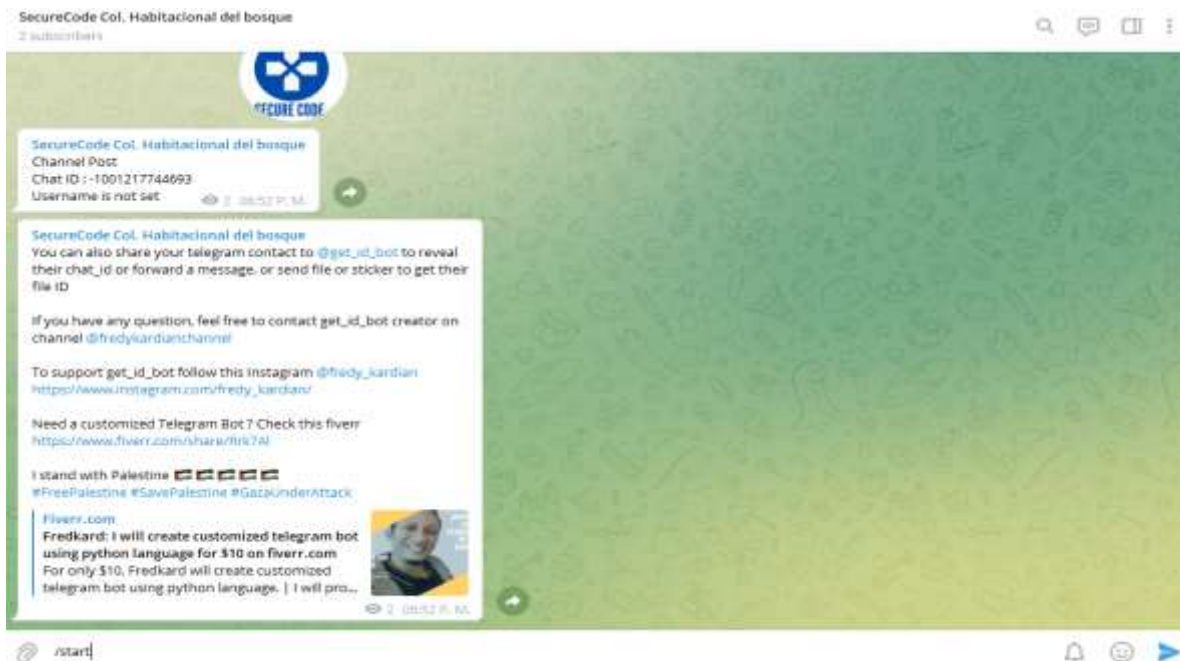 SecureCode Col. Habitacional del bosque
2 subscribers
SECURE CODE
SecureCode Col. Habitacional del bosque
Channel Post
Chat ID : -1001217744693
Username is not set
2 08:52 P. M.
SecureCode Col. Habitacional del bosque
You can also share your telegram contact to @get_id_bot to reveal
their chat_id or forward a message, or send file or sticker to get their
file ID
If you have any question, feel free to contact get_id_bot creator on
channel @fredykardianchannel
To support get_id_bot follow this Instagram @fredy_kardian
https://www.instagram.com/fredy_kardian/
Need a customized Telegram Bot ? Check this fiverr
I stand with Palestine 🇵🇸🇵🇸🇵🇸🇵🇸🇵🇸
#FreePalestine #SavePalestine #GazaUnderAttack
Fiverr.com
Fredkard: I will create customized telegram bot
using python language for $10 on fiverr.com
For only $10, Fredkard will create customized
telegram bot using python language. | I will pro...
2 08:52 P. M.
/start